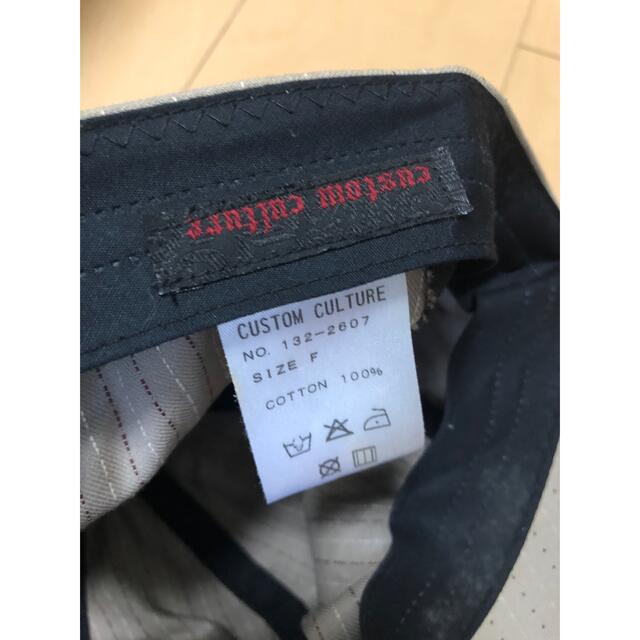 custom culture
CUSTOM CULTURE
NO. 132-2607
SIZE F
COTTON 100%